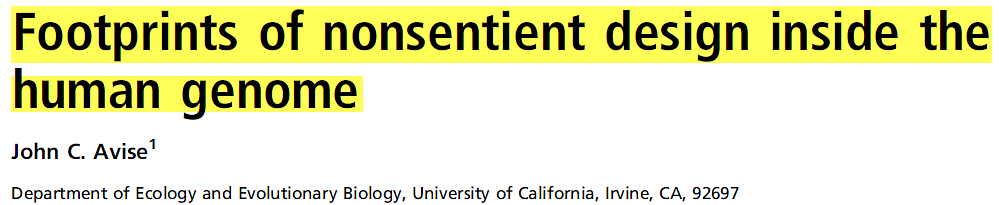 Footprints of nonsentient design inside the
human genome
John C. Avise¹
Department of Ecology and Evolutionary Biology, University of California, Irvine, CA, 92697